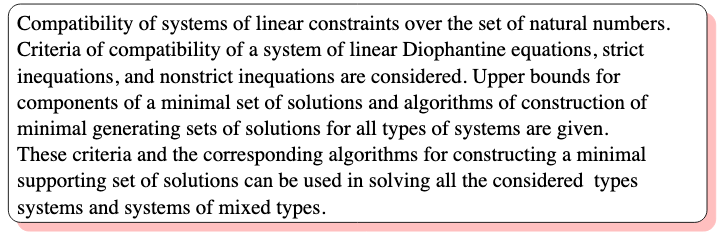 Compatibility of systems of linear constraints over the set of natural numbers.
Criteria of compatibility of a system of linear Diophantine equations, strict
inequations, and nonstrict inequations are considered. Upper bounds for
components of a minimal set of solutions and algorithms of construction of
minimal generating sets of solutions for all types of systems are given.
These criteria and the corresponding algorithms for constructing a minimal
supporting set of solutions can be used in solving all the considered  types
systems and systems of mixed types.